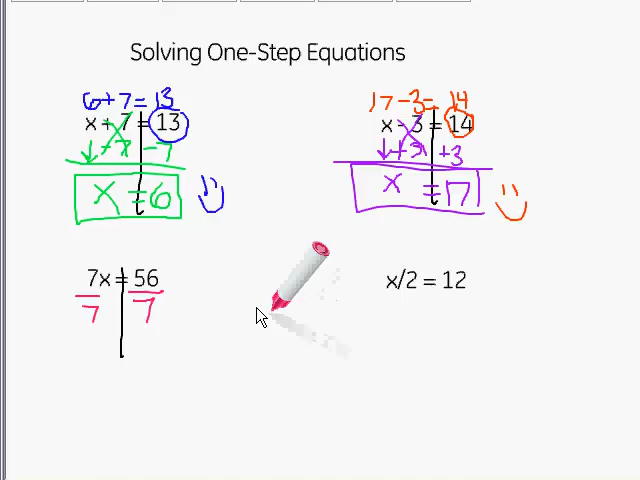 Solving One-Step Equations
6+7=13
x + 7 = 13
-7 -7
x = 6
17-3=14
x - 3 = 14
+3 +3
x = 17
7x = 56
7 7
x/2 = 12